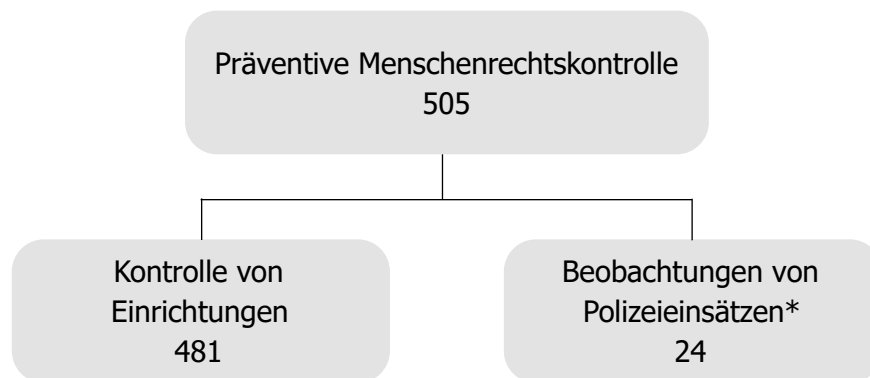 Präventive Menschenrechtskontrolle
505
Kontrolle von
Einrichtungen
481
Beobachtungen von
Polizeieinsätzen*
24